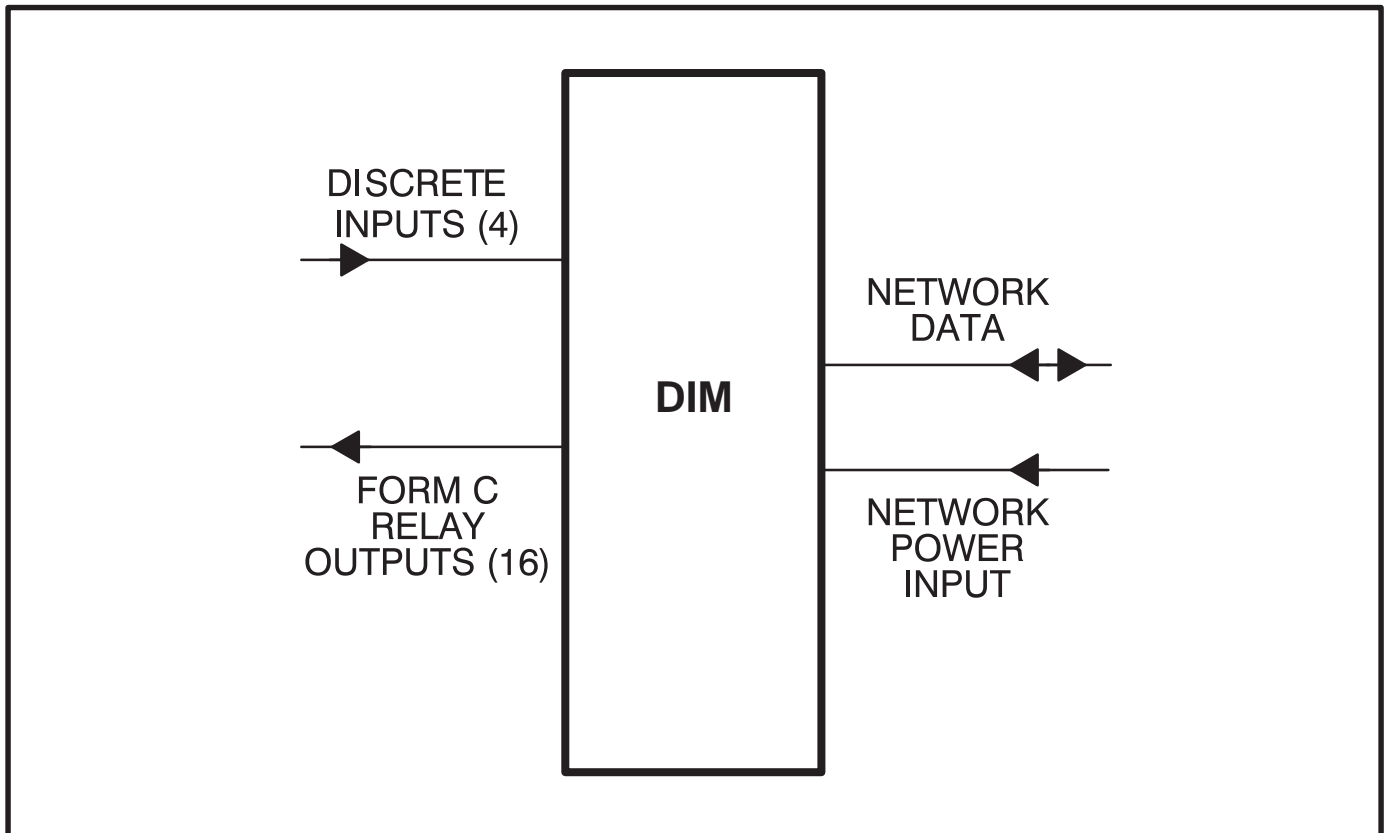 DISCRETE
INPUTS (4)
FORM C
RELAY
OUTPUTS (16)
DIM
NETWORK
DATA
NETWORK
POWER
INPUT